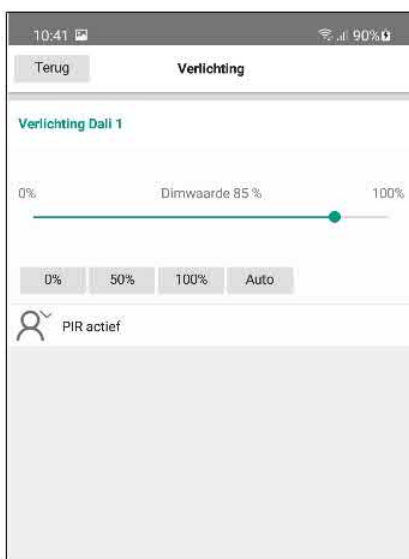 10:41 90%
Terug Verlichting
Verlichting Dali 1
0% Dimwaarde 85 % 100%
0% 50% 100% Auto
PIR actief